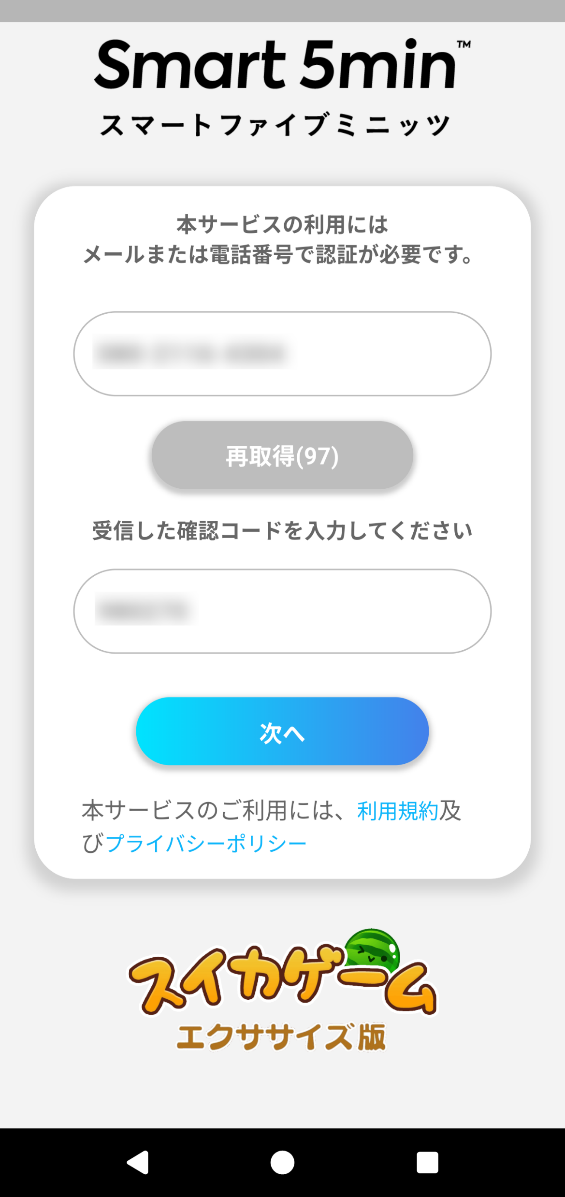 Smart 5min™
スマートファイブミニッツ
本サービスの利用には
メールまたは電話番号で認証が必要です。
再取得(97)
受信した確認コードを入力してください
次へ
本サービスのご利用には、利用規約及
びプライバシーポリシー
スイカゲーム
エクササイズ版